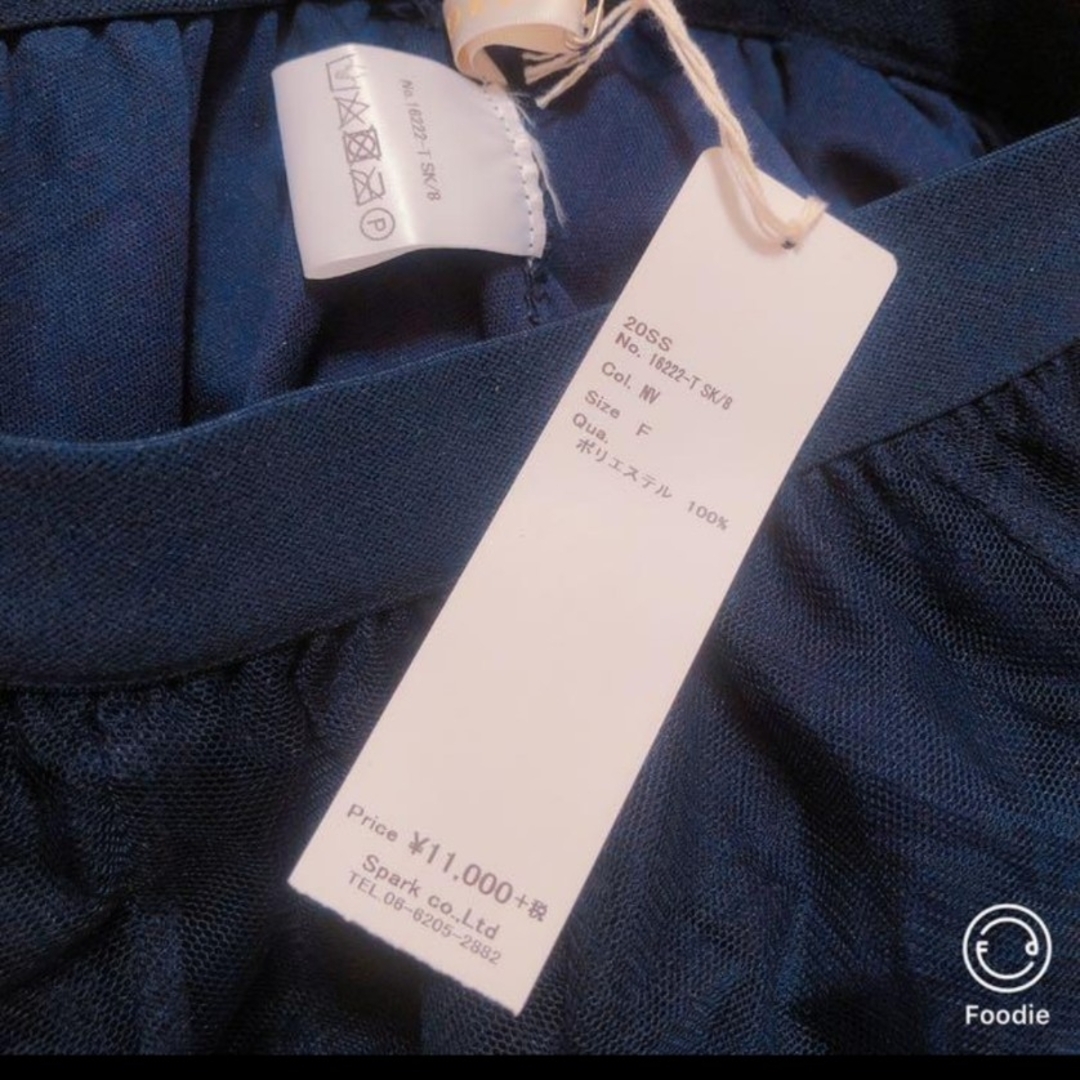 No.16222-T SK/8
P
20SS
No. 16222-T SK/8
Col. NV
Size F
Qua.
ポリエステル 100%
Price ¥11.000+税
Spark co.,Ltd
TEL.06-6205-2882
F d
Foodie